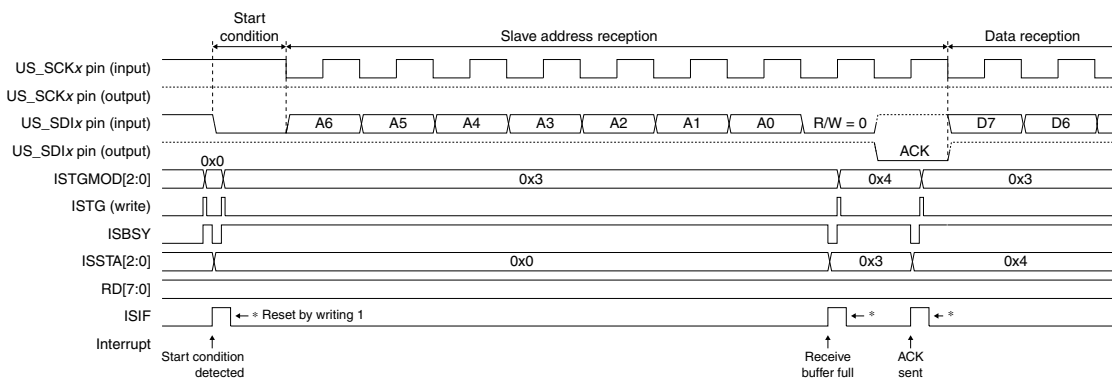 Start
condition
Slave address reception
Data reception
US_SCKx pin (input)
US_SCKx pin (output)
US_SDIx pin (input)
A6 A5 A4 A3 A2 A1 A0 R/W = 0 D7 D6
US_SDIx pin (output)
ACK
0x0
ISTGMOD[2:0]
0x3 0x4 0x3
ISTG (write)
ISBSY
ISSTA[2:0]
0x0 0x3 0x4
RD[7:0]
ISIF
← * Reset by writing 1 ← * ← *
Interrupt
Start condition
detected
Receive
buffer full
ACK
sent